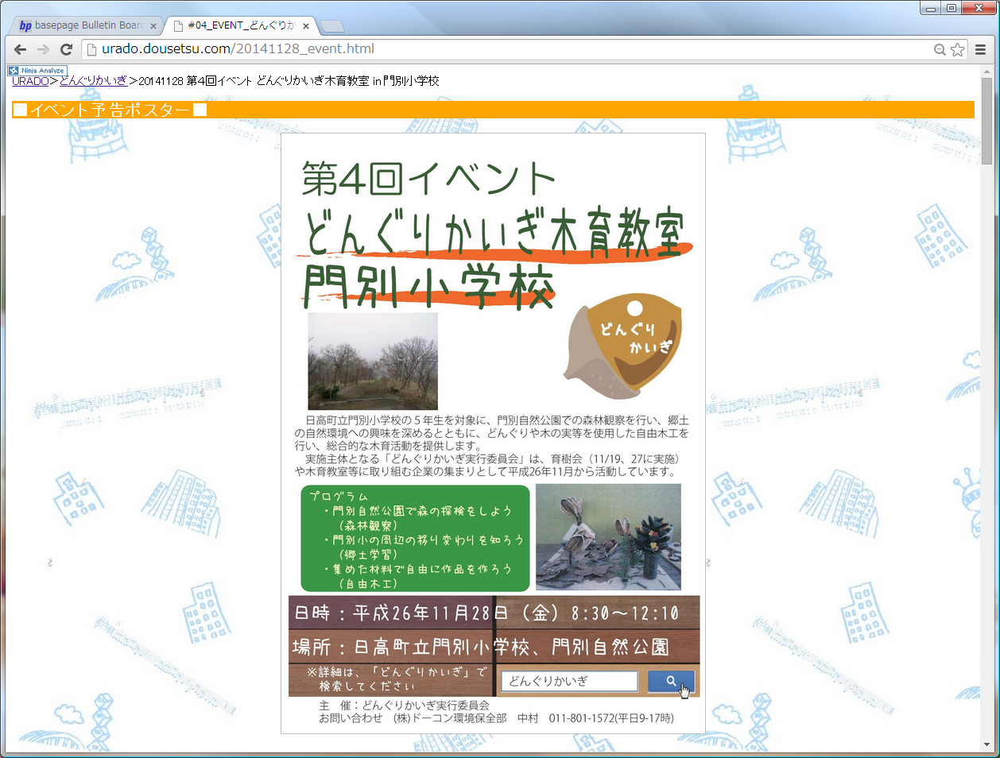 basepage Bulletin Boar
#04_EVENT_どんぐりか
urado.dousetsu.com/20141128_event.html
Ninja Analyze
URADO>どんぐりかいぎ>20141128 第4回イベント どんぐりかいぎ木育教室 in 門別小学校
■イベント予告ポスター■
第4回イベント
どんぐりかいぎ木育教室
門別小学校
どんぐり
かいぎ
日高町立門別小学校の５年生を対象に、門別自然公園での森林観察を行い、郷土
の自然環境への興味を深めるとともに、どんぐりや木の実等を使用した自由木工を
行い、総合的な木育活動を提供します。
実施主体となる「どんぐりかいぎ実行委員会」は、育樹会（11/19、27に実施）
や木育教室等に取り組む企業の集まりとして平成26年11月から活動しています。
プログラム
・門別自然公園で森の探検をしよう
（森林観察）
・門別小の周辺の移り変わりを知ろう
（郷土学習）
・集めた材料で自由に作品を作ろう
（自由木工）
日時：平成26年11月28日（金）8:30～12:10
場所：日高町立門別小学校、門別自然公園
※詳細は、「どんぐりかいぎ」で
検索してください
どんぐりかいぎ
主　催：どんぐりかいぎ実行委員会
お問い合わせ　(株)ドーコン環境保全部　中村　011-801-1572(平日9-17時)